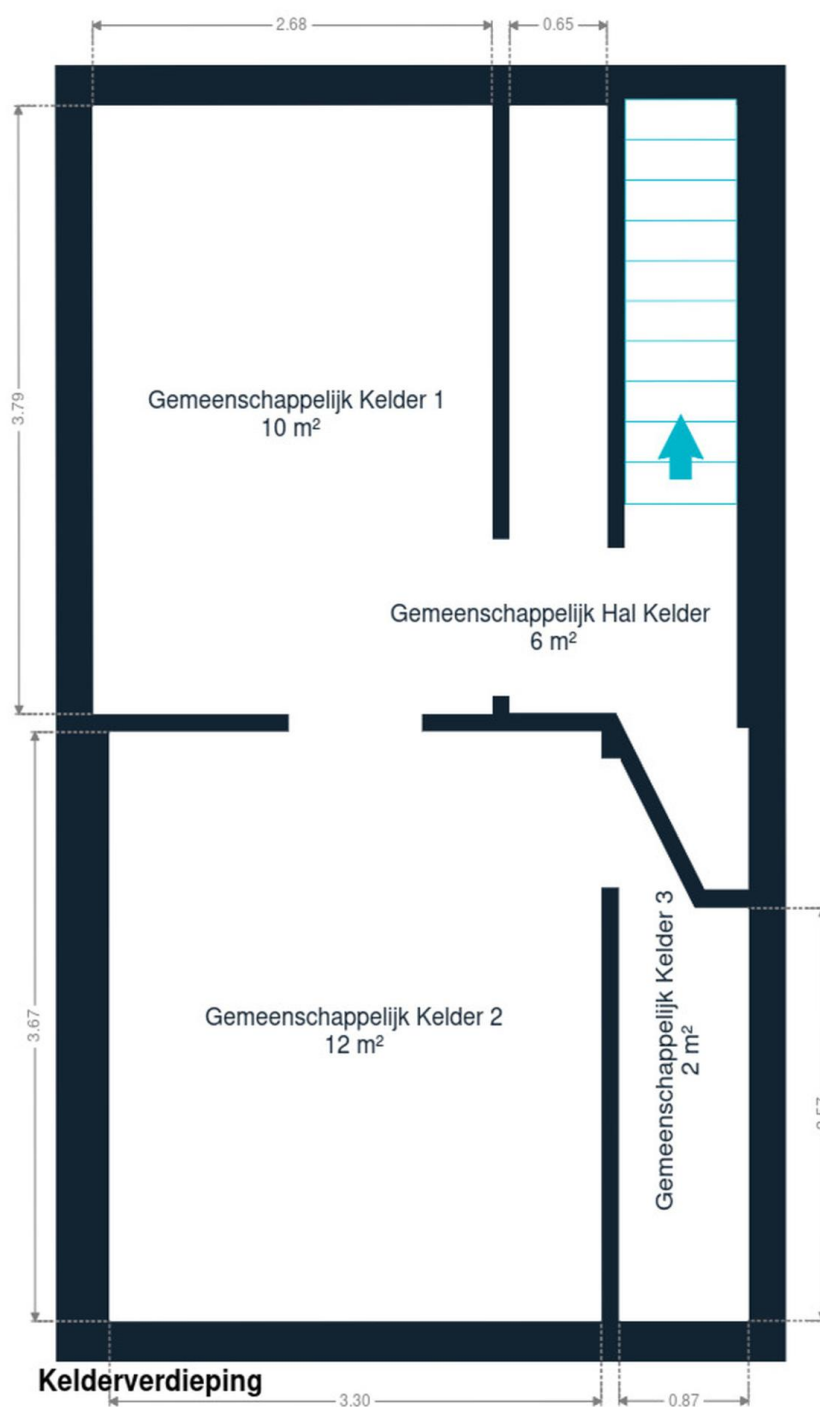 2.68
0.65
3.79
Gemeenschappelijk Kelder 1
10 m²
Gemeenschappelijk Hal Kelder
6 m²
3.67
Gemeenschappelijk Kelder 2
12 m²
Gemeenschappelijk Kelder 3
2 m²
Kelderverdieping
3.30
0.87